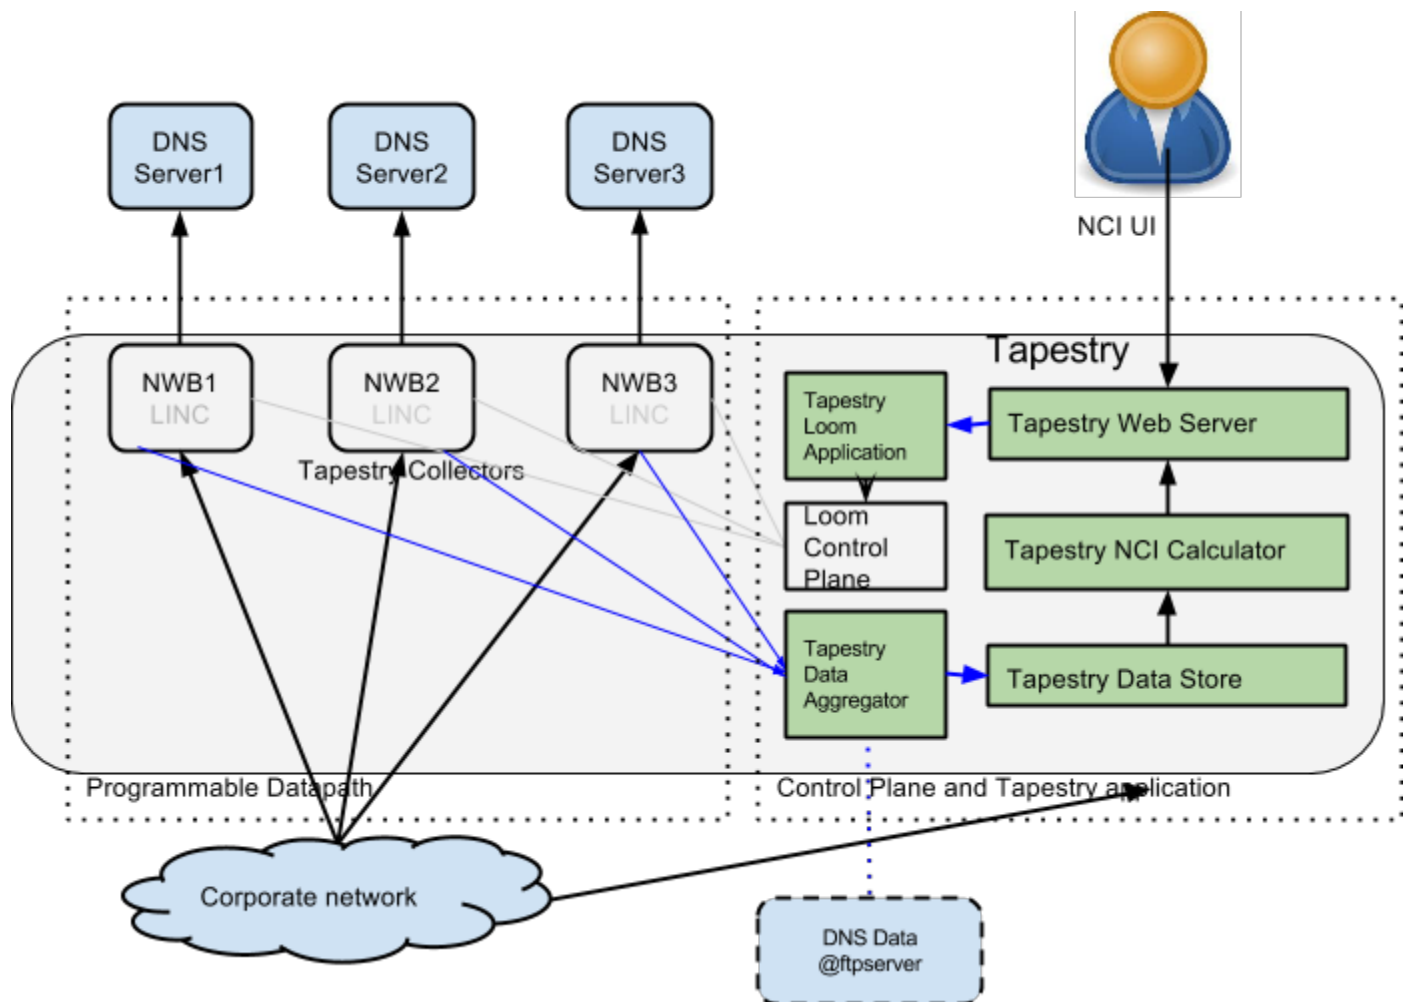 DNS
Server1
DNS
Server2
DNS
Server3
NCI UI
Tapestry
NWB1
LINC
NWB2
LINC
NWB3
LINC
Tapestry Collectors
Tapestry
Loom
Application
Tapestry Web Server
Loom
Control
Plane
Tapestry NCI Calculator
Tapestry
Data
Aggregator
Tapestry Data Store
Programmable Datapath
Control Plane and Tapestry application
Corporate network
DNS Data
@ftpserver